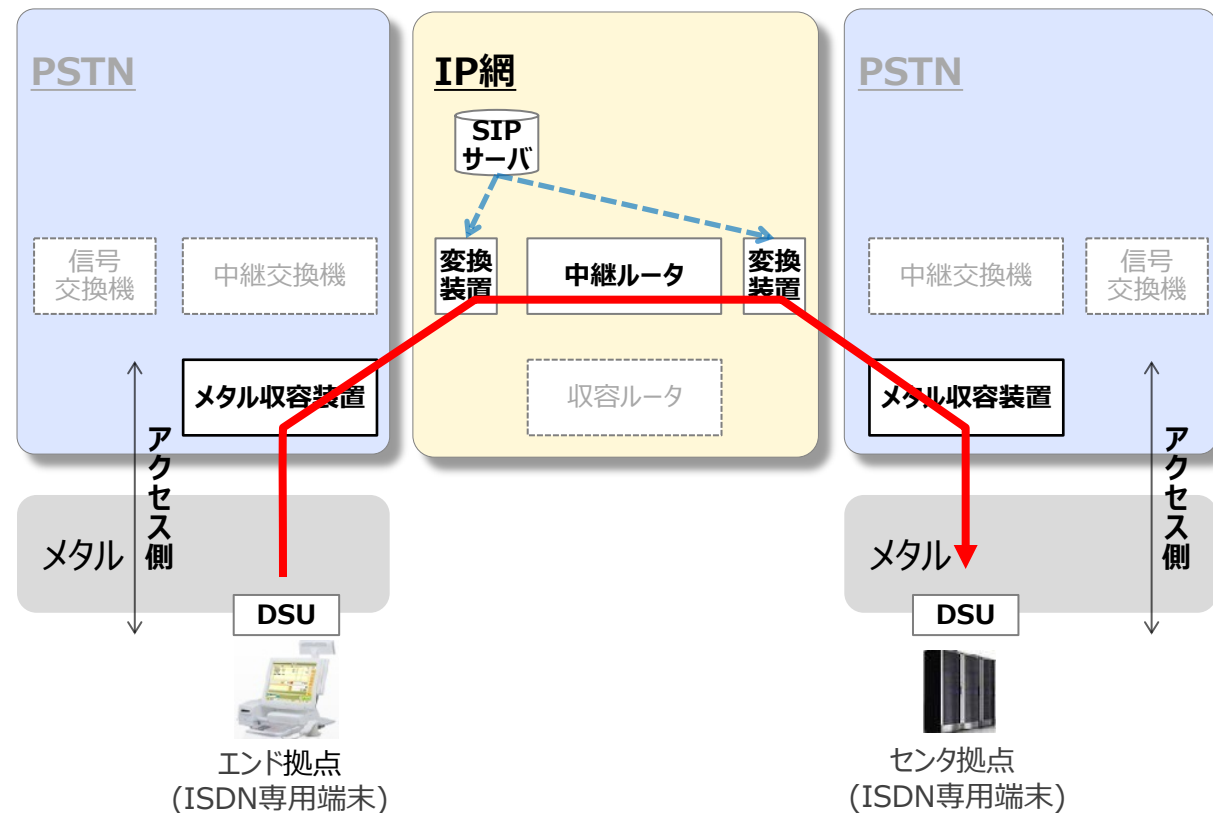 PSTN
IP網
PSTN
SIP
サーバ
信号
交換機
中継交換機
変換
装置
中継ルータ
変換
装置
中継交換機
信号
交換機
メタル収容装置
収容ルータ
メタル収容装置
アクセス側
アクセス側
メタル
メタル
DSU
DSU
エンド拠点
(ISDN専用端末)
センタ拠点
(ISDN専用端末)